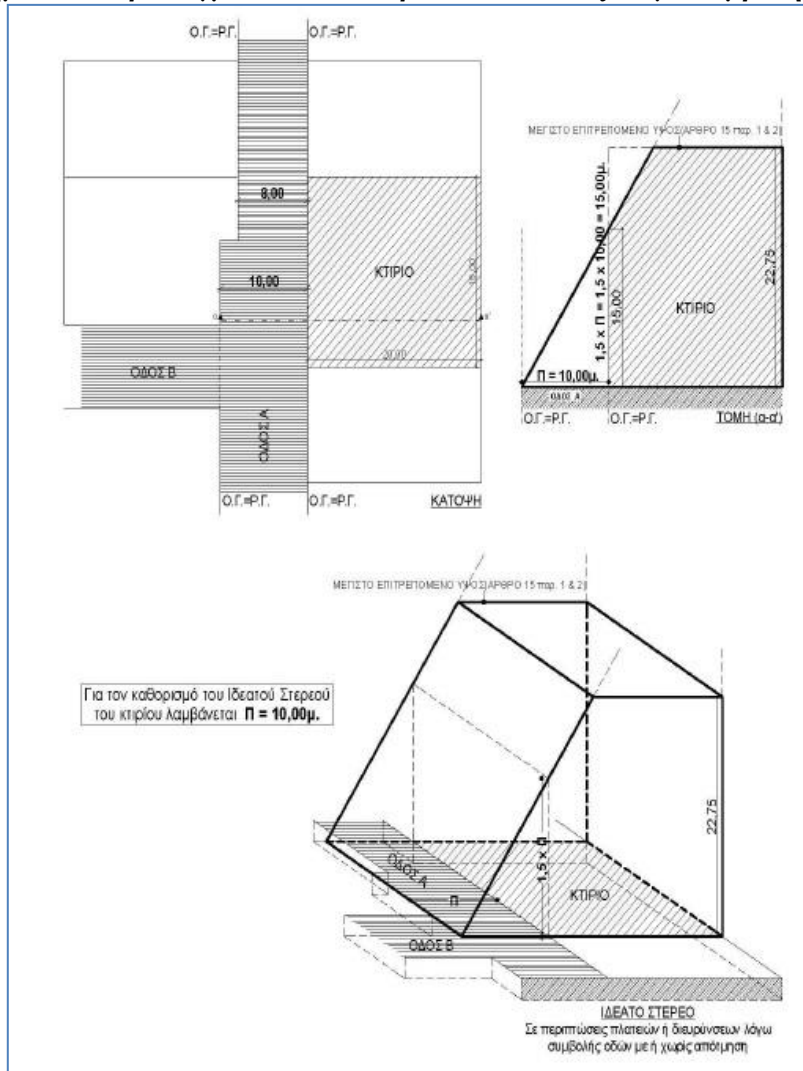 Ο.Γ.=Ρ.Γ. Ο.Γ.=Ρ.Γ.
8,00
10,00
ΚΤΙΡΙΟ
20,00
ΟΔΟΣ Β
ΟΔΟΣ Α
Ο.Γ.=Ρ.Γ. Ο.Γ.=Ρ.Γ.
ΚΑΤΟΨΗ
ΜΕΓΙΣΤΟ ΕΠΙΤΡΕΠΟΜΕΝΟ ΥΨΟΣ(ΑΡΘΡΟ 15 παρ. 1 & 2)
1,5 x Π = 1,5 x 10,00 = 15,00μ.
15,00
ΚΤΙΡΙΟ
22,75
Π = 10,00μ.
ΟΔΟΣ Α
Ο.Γ.=Ρ.Γ. Ο.Γ.=Ρ.Γ.
ΤΟΜΗ (α-α')
ΜΕΓΙΣΤΟ ΕΠΙΤΡΕΠΟΜΕΝΟ ΥΨΟΣ(ΑΡΘΡΟ 15 παρ. 1 & 2)
Για τον καθορισμό του Ιδεατού Στερεού
του κτιρίου λαμβάνεται Π = 10,00μ.
22,75
1,5 x Π
ΟΔΟΣ Α
Π
ΚΤΙΡΙΟ
ΟΔΟΣ Β
ΙΔΕΑΤΟ ΣΤΕΡΕΟ
Σε περιπτώσεις πλατειών ή διευρύνσεων λόγω
συμβολής οδών με ή χωρίς απότμηση